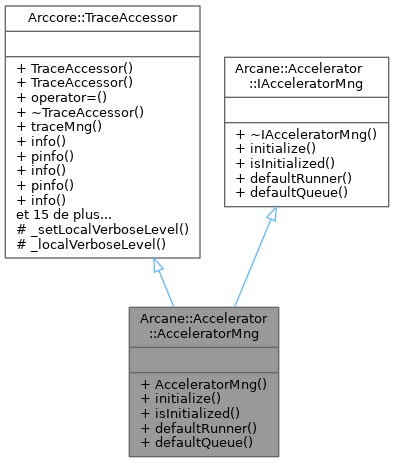 Arccore::TraceAccessor
+ TraceAccessor()
+ TraceAccessor()
+ operator=()
+ ~TraceAccessor()
+ traceMng()
+ info()
+ pinfo()
+ info()
+ pinfo()
+ info()
et 15 de plus...
# _setLocalVerboseLevel()
# _localVerboseLevel()
Arcane::Accelerator
::IAcceleratorMng
+ ~IAcceleratorMng()
+ initialize()
+ isInitialized()
+ defaultRunner()
+ defaultQueue()
Arcane::Accelerator
::AcceleratorMng
+ AcceleratorMng()
+ initialize()
+ isInitialized()
+ defaultRunner()
+ defaultQueue()